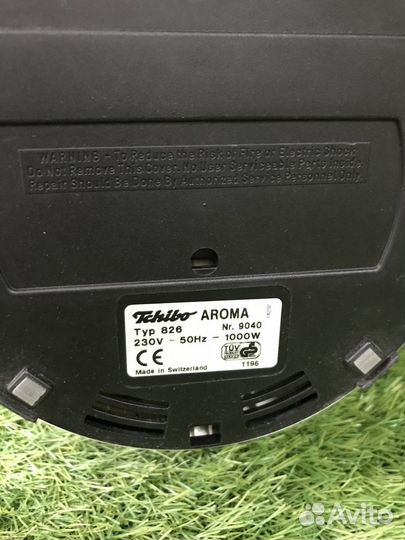 WARNING - To Reduce the Risk of Fire or Electric Shock
Do Not Remove This Cover. No User Serviceable Parts Inside.
Repair Should Be Done By Authorized Service Personnel Only.
Tchibo AROMA
Typ 826 Nr. 9040
230V ~ 50Hz - 1000W
CE
TÜV
GS
Made in Switzerland 1196
Avito